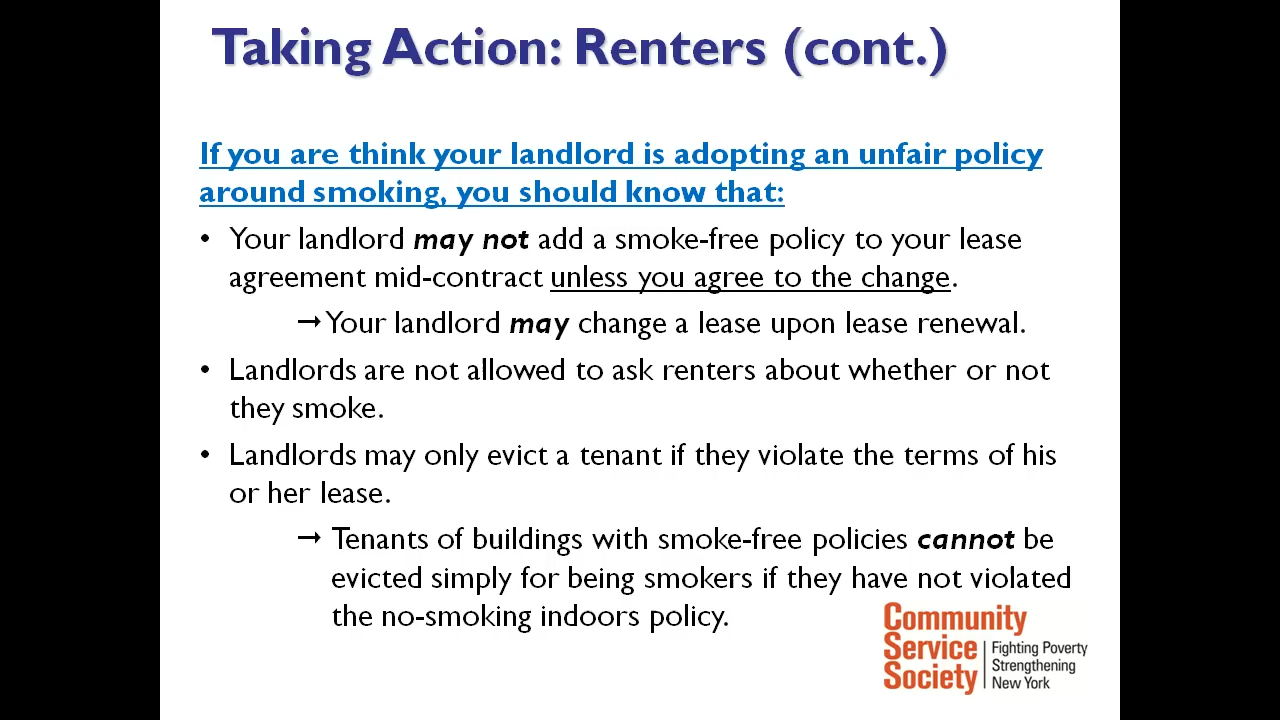 Taking Action: Renters (cont.)
If you are think your landlord is adopting an unfair policy
around smoking, you should know that:
• Your landlord may not add a smoke-free policy to your lease
agreement mid-contract unless you agree to the change.
→ Your landlord may change a lease upon lease renewal.
• Landlords are not allowed to ask renters about whether or not
they smoke.
• Landlords may only evict a tenant if they violate the terms of his
or her lease.
→ Tenants of buildings with smoke-free policies cannot be
evicted simply for being smokers if they have not violated
the no-smoking indoors policy.
Community
Service
Society
Fighting Poverty
Strengthening
New York